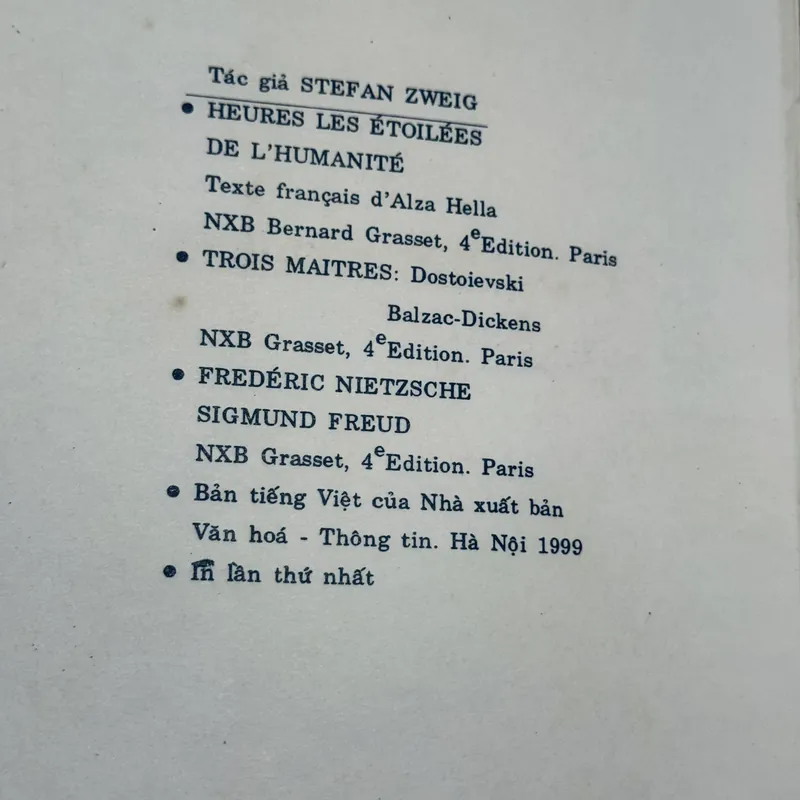 Tác giả STEFAN ZWEIG
• HEURES LES ÉTOILÉES
DE L'HUMANITÉ
Texte français d'Alza Hella
NXB Bernard Grasset, 4eEdition. Paris
• TROIS MAITRES: Dostoievski
Balzac-Dickens
NXB Grasset, 4eEdition. Paris
• FREDÉRIC NIETZSCHE
SIGMUND FREUD
NXB Grasset, 4eEdition. Paris
• Bản tiếng Việt của Nhà xuất bản
Văn hoá - Thông tin. Hà Nội 1999
• In lần thứ nhất